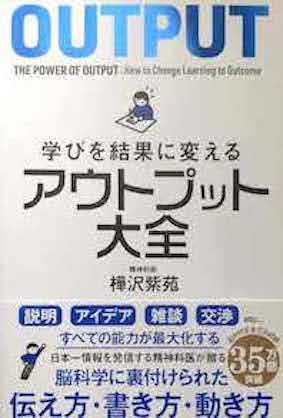 OUTPUT
THE POWER OF OUTPUT : How to Change Learning to Outcome
学びを結果に変える
アウトプット
大全
精神科医
樺沢紫苑
説明 アイデア 雑談 交渉
すべての能力が最大化する
日本一情報を発信する精神科医が贈る
脳科学に裏付けられた
伝え方・書き方・動き方
35万部
突破